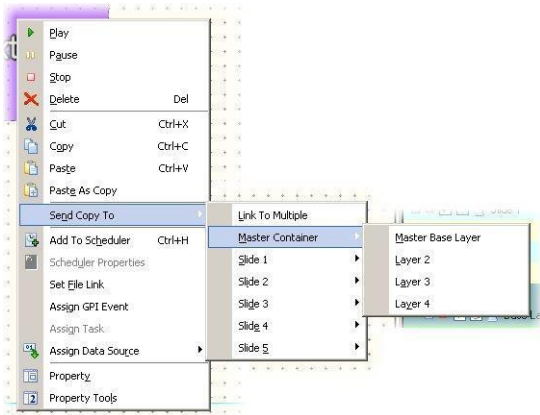 Play
Pause
Stop
Delete Del
Cut Ctrl+X
Copy Ctrl+C
Paste Ctrl+V
Paste As Copy
Send Copy To
Add To Scheduler Ctrl+H
Scheduler Properties
Set File Link
Assign GPI Event
Assign Task
Assign Data Source
Property
Property Tools
Link To Multiple
Master Container
Slide 1
Slide 2
Slide 3
Slide 4
Slide 5
Master Base Layer
Layer 2
Layer 3
Layer 4